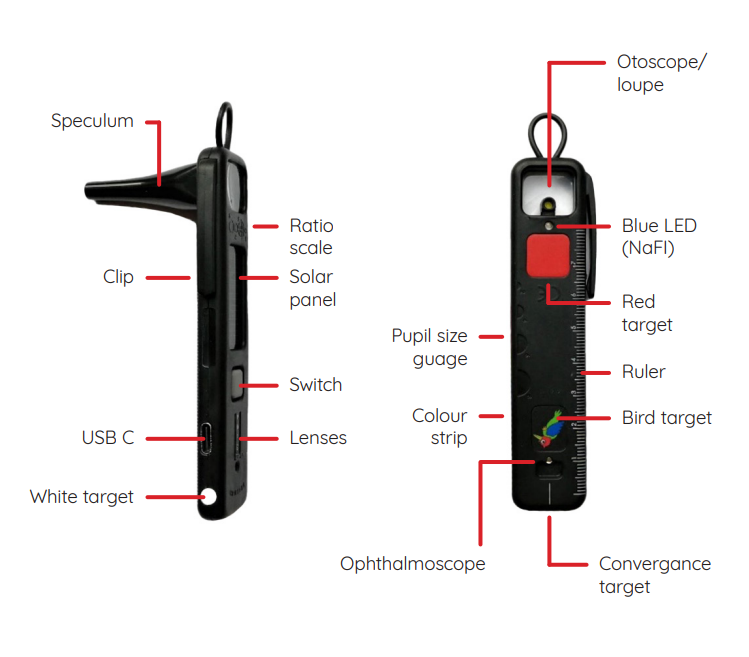 Speculum
Clip
USB C
White target
Ratio
scale
Solar
panel
Switch
Lenses
Otoscope/
loupe
Blue LED
(NaFl)
Red
target
Ruler
Bird target
Pupil size
guage
Colour
strip
Ophthalmoscope
Convergance
target